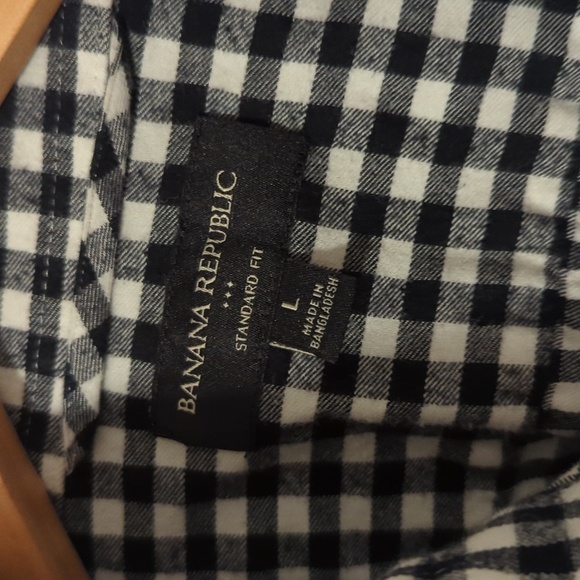 BANANA REPUBLIC
STANDARD FIT
L
MADE IN
BANGLADESH